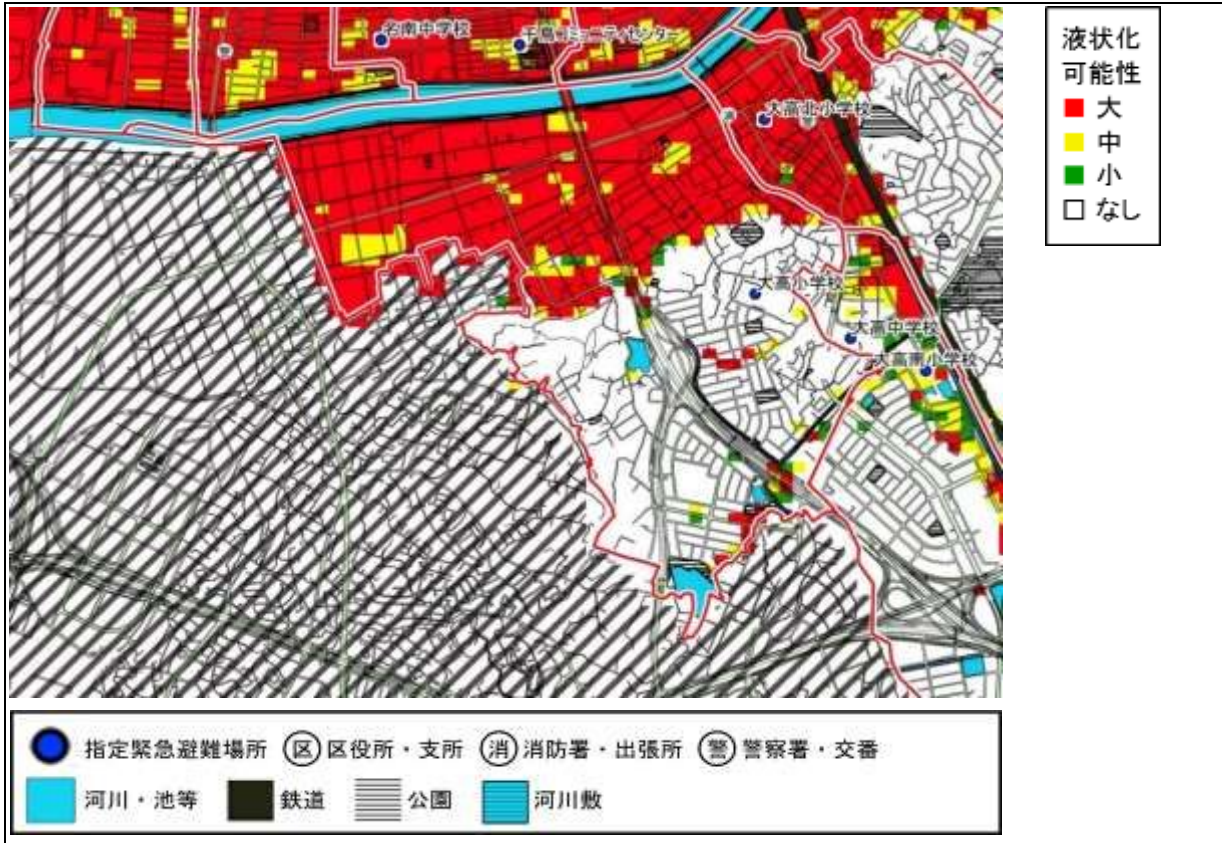 名南中学校
千鳥コミュニティセンター
大高北小学校
消
大高小学校
大高中学校
大高南小学校
液状化
可能性
大
中
小
なし
指定緊急避難場所 区 区役所・支所 消 消防署・出張所 警 警察署・交番
河川・池等 鉄道 公園 河川敷